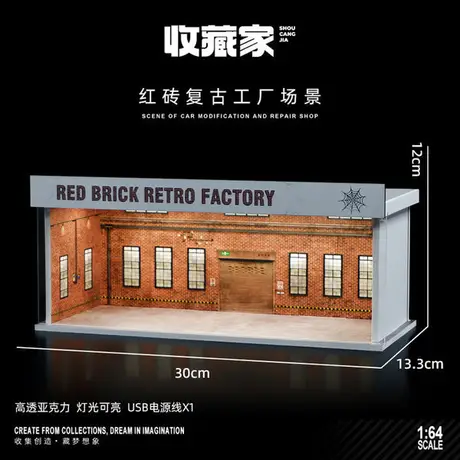 收藏家
SHOU
CANG
JIA
红砖复古工厂场景
SCENE OF CAR MODIFICATION AND REPAIR SHOP
12cm
RED BRICK RETRO FACTORY
30cm
13.3cm
高透亚克力 灯光可亮 USB电源线X1
CREATE FROM COLLECTIONS, DREAM IN IMAGINATION
收集创造·藏梦想象
1:64
SCALE